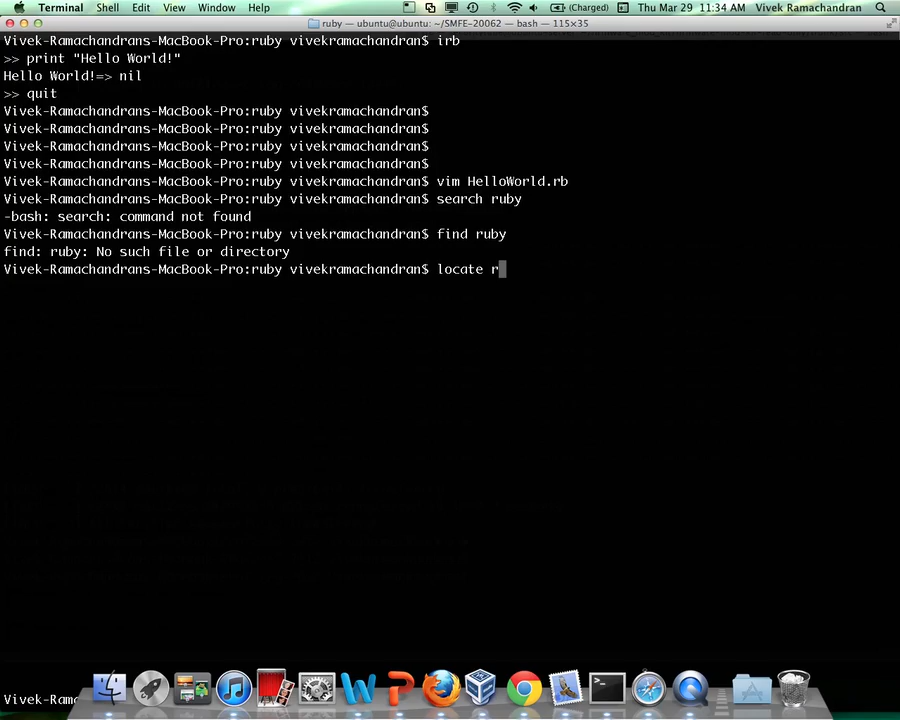 Terminal Shell Edit View Window Help (Charged) Thu Mar 29 11:34 AM Vivek Ramachandran
ruby — ubuntu@ubuntu: ~/SMFE-20062 — bash — 115×35
Vivek-Ramachandrans-MacBook-Pro:ruby vivekramachandran$ irb
>> print "Hello World!"
Hello World!=> nil
>> quit
Vivek-Ramachandrans-MacBook-Pro:ruby vivekramachandran$
Vivek-Ramachandrans-MacBook-Pro:ruby vivekramachandran$
Vivek-Ramachandrans-MacBook-Pro:ruby vivekramachandran$
Vivek-Ramachandrans-MacBook-Pro:ruby vivekramachandran$
Vivek-Ramachandrans-MacBook-Pro:ruby vivekramachandran$ vim HelloWorld.rb
Vivek-Ramachandrans-MacBook-Pro:ruby vivekramachandran$ search ruby
-bash: search: command not found
Vivek-Ramachandrans-MacBook-Pro:ruby vivekramachandran$ find ruby
find: ruby: No such file or directory
Vivek-Ramachandrans-MacBook-Pro:ruby vivekramachandran$ locate r
Vivek-Rama